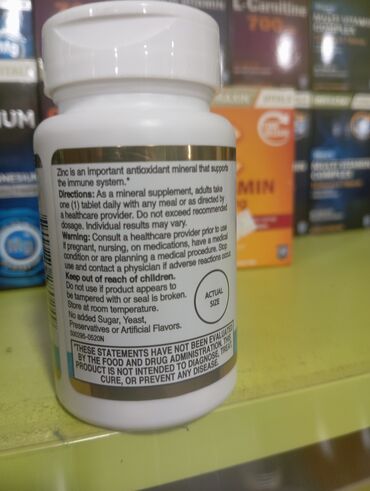 L-Carnitine
700
MULTI VITAMIN
COMPLEX
Zinc is an important antioxidant mineral that supports
the immune system.*
Directions: As a mineral supplement, adults take
one (1) tablet daily with any meal or as directed by
a healthcare provider. Do not exceed recommended
dosage. Individual results may vary.
Warning: Consult a healthcare provider prior to use
if pregnant, nursing, on medications, have a medical
condition or are planning a medical procedure. Stop
use and contact a physician if adverse reactions occur.
Keep out of reach of children.
Do not use if product appears to
be tampered with or seal is broken.
Store at room temperature.
No added Sugar, Yeast,
Preservatives or Artificial Flavors.
ACTUAL
SIZE
*THESE STATEMENTS HAVE NOT BEEN EVALUATED
BY THE FOOD AND DRUG ADMINISTRATION.
PRODUCT IS NOT INTENDED TO DIAGNOSE,
CURE, OR PREVENT ANY DISEASE.